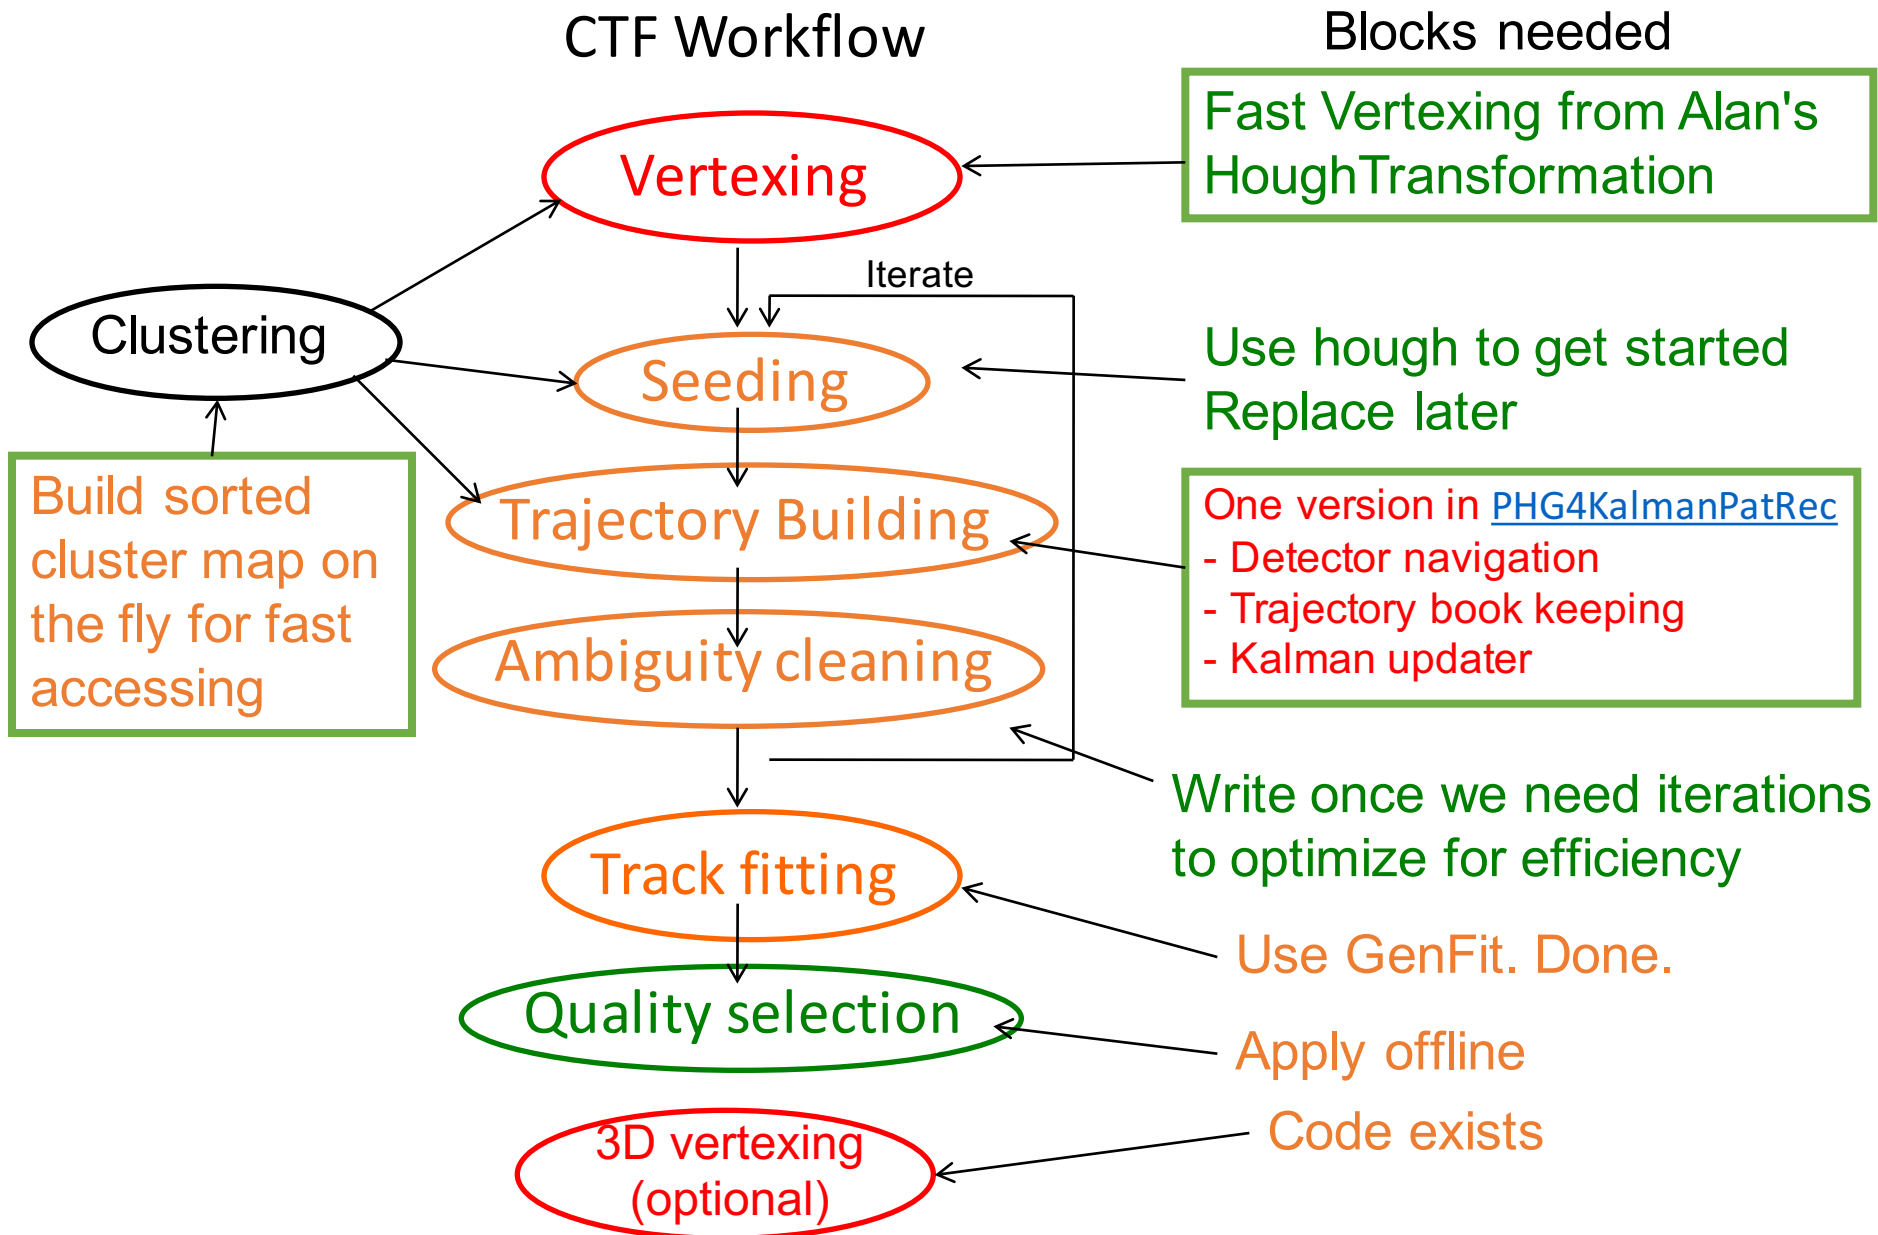 CTF Workflow
Blocks needed
Fast Vertexing from Alan's
HoughTransformation
Vertexing
Iterate
Clustering
Seeding
Use hough to get started
Replace later
Build sorted
cluster map on
the fly for fast
accessing
Trajectory Building
One version in PHG4KalmanPatRec
- Detector navigation
- Trajectory book keeping
- Kalman updater
Ambiguity cleaning
Write once we need iterations
to optimize for efficiency
Track fitting
Use GenFit. Done.
Quality selection
Apply offline
3D vertexing
(optional)
Code exists